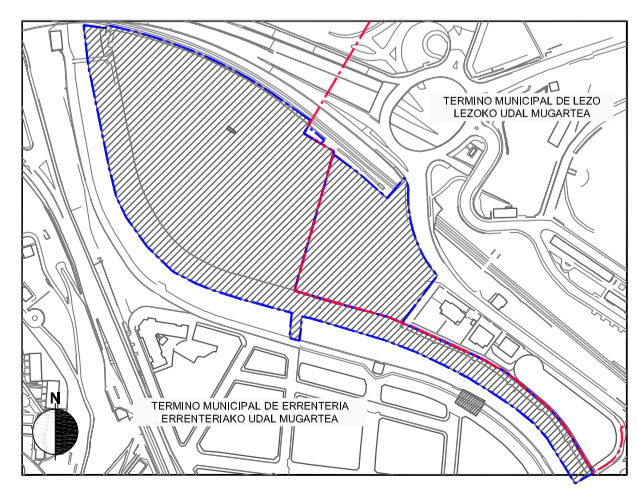 TERMINO MUNICIPAL DE LEZO
LEZOKO UDAL MUGARTEA
TERMINO MUNICIPAL DE ERRENTERIA
ERRENTERIAKO UDAL MUGARTEA
N